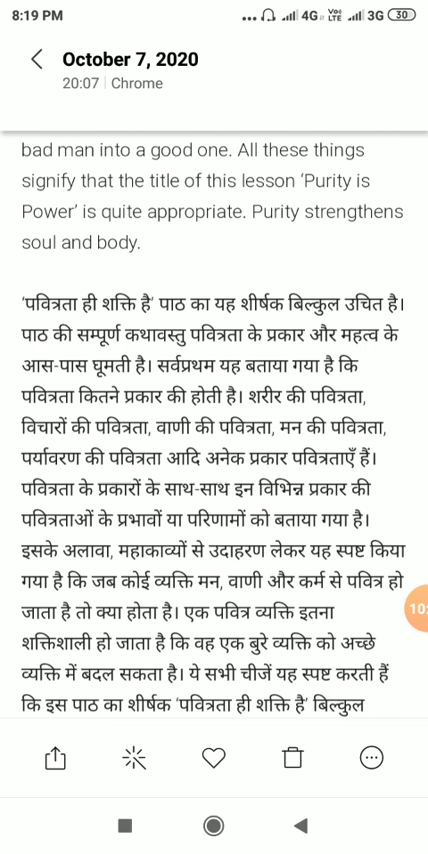 8:19 PM
... 4G VoLTE 3G 30
October 7, 2020
20:07 | Chrome
bad man into a good one. All these things
signify that the title of this lesson ‘Purity is
Power’ is quite appropriate. Purity strengthens
soul and body.
‘पवित्रता ही शक्ति है’ पाठ का यह शीर्षक बिल्कुल उचित है।
पाठ की सम्पूर्ण कथावस्तु पवित्रता के प्रकार और महत्व के
आस-पास घूमती है। सर्वप्रथम यह बताया गया है कि
पवित्रता कितने प्रकार की होती है। शरीर की पवित्रता,
विचारों की पवित्रता, वाणी की पवित्रता, मन की पवित्रता,
पर्यावरण की पवित्रता आदि अनेक प्रकार पवित्रताएँ हैं।
पवित्रता के प्रकारों के साथ-साथ इन विभिन्न प्रकार की
पवित्रताओं के प्रभावों या परिणामों को बताया गया है।
इसके अलावा, महाकाव्यों से उदाहरण लेकर यह स्पष्ट किया
गया है कि जब कोई व्यक्ति मन, वाणी और कर्म से पवित्र हो
जाता है तो क्या होता है। एक पवित्र व्यक्ति इतना
10:
शक्तिशाली हो जाता है कि वह एक बुरे व्यक्ति को अच्छे
व्यक्ति में बदल सकता है। ये सभी चीजें यह स्पष्ट करती हैं
कि इस पाठ का शीर्षक ‘पवित्रता ही शक्ति है’ बिल्कुल